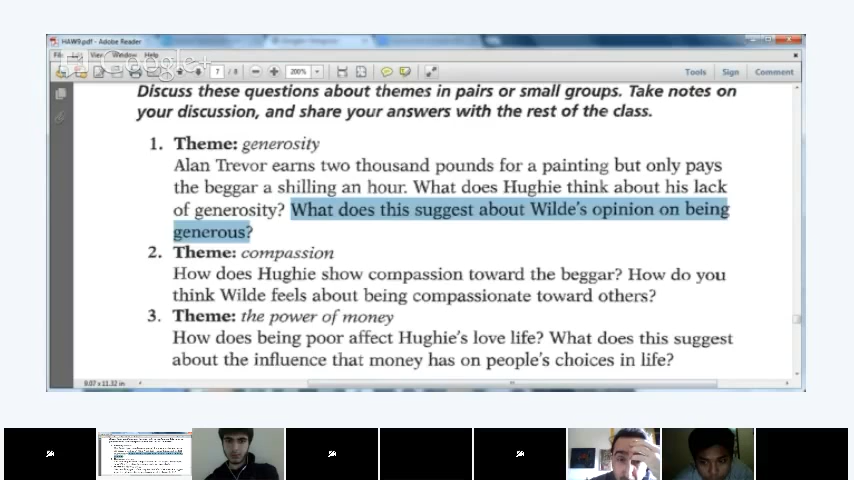 HAW9.pdf - Adobe Reader
File Edit View Window Help
Google+
7 / 8 200% Tools Sign Comment
Discuss these questions about themes in pairs or small groups. Take notes on
your discussion, and share your answers with the rest of the class.
1. Theme: generosity
Alan Trevor earns two thousand pounds for a painting but only pays
the beggar a shilling an hour. What does Hughie think about his lack
of generosity? What does this suggest about Wilde's opinion on being
generous?
2. Theme: compassion
How does Hughie show compassion toward the beggar? How do you
think Wilde feels about being compassionate toward others?
3. Theme: the power of money
How does being poor affect Hughie's love life? What does this suggest
about the influence that money has on people's choices in life?
9.07 x 11.32 in